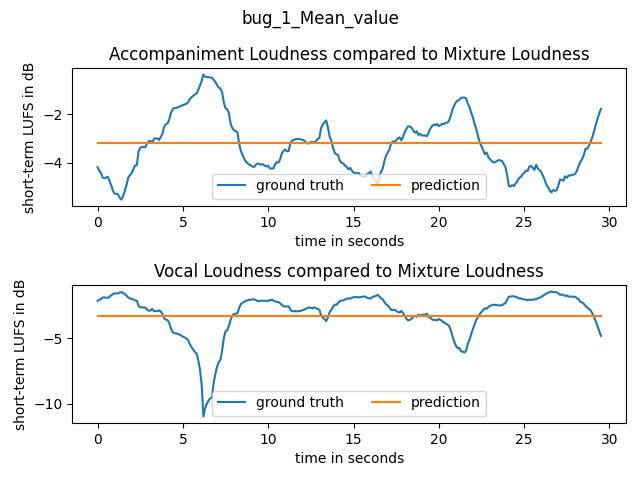 bug_1_Mean_value
Accompaniment Loudness compared to Mixture Loudness
short-term LUFS in dB
−2
−4
ground truth
prediction
0
5
10
15
20
25
30
time in seconds
Vocal Loudness compared to Mixture Loudness
short-term LUFS in dB
−5
−10
ground truth
prediction
0
5
10
15
20
25
30
time in seconds